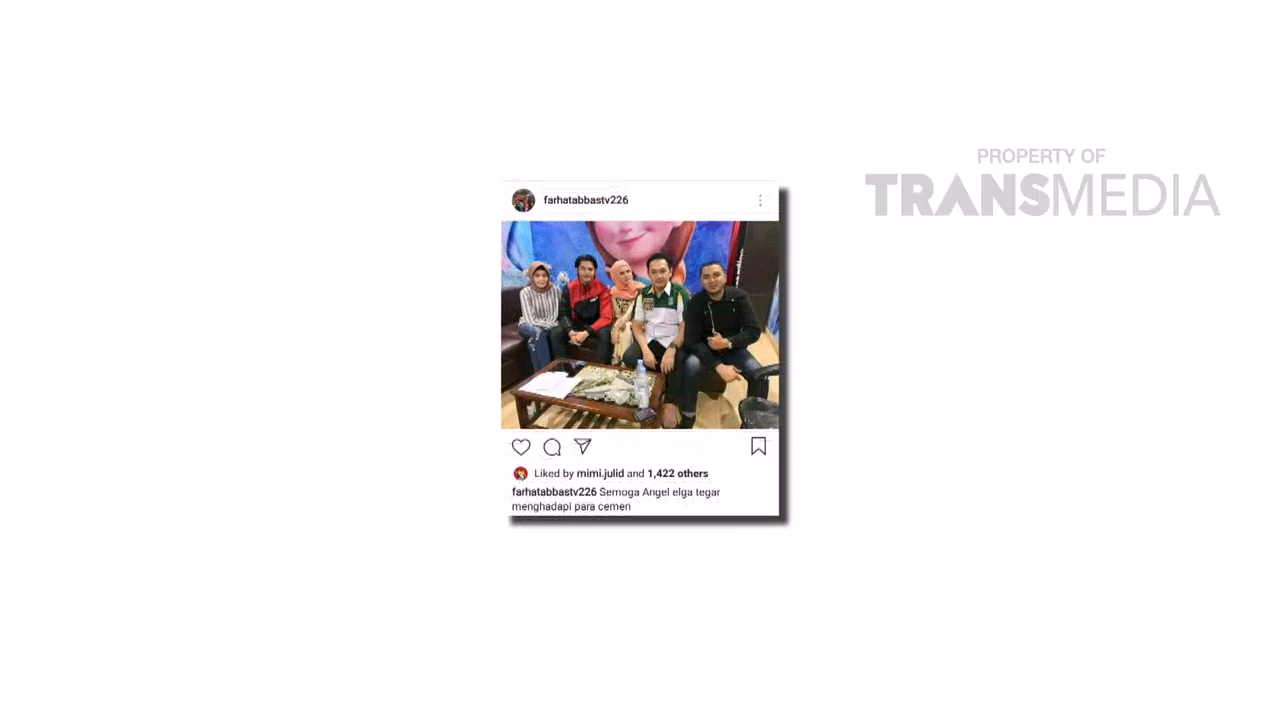 PROPERTY OF
TRANSMEDIA
farhatabbastv226
Liked by mimi.julid and 1,422 others
farhatabbastv226 Semoga Angel elga tegar
menghadapi para cemen